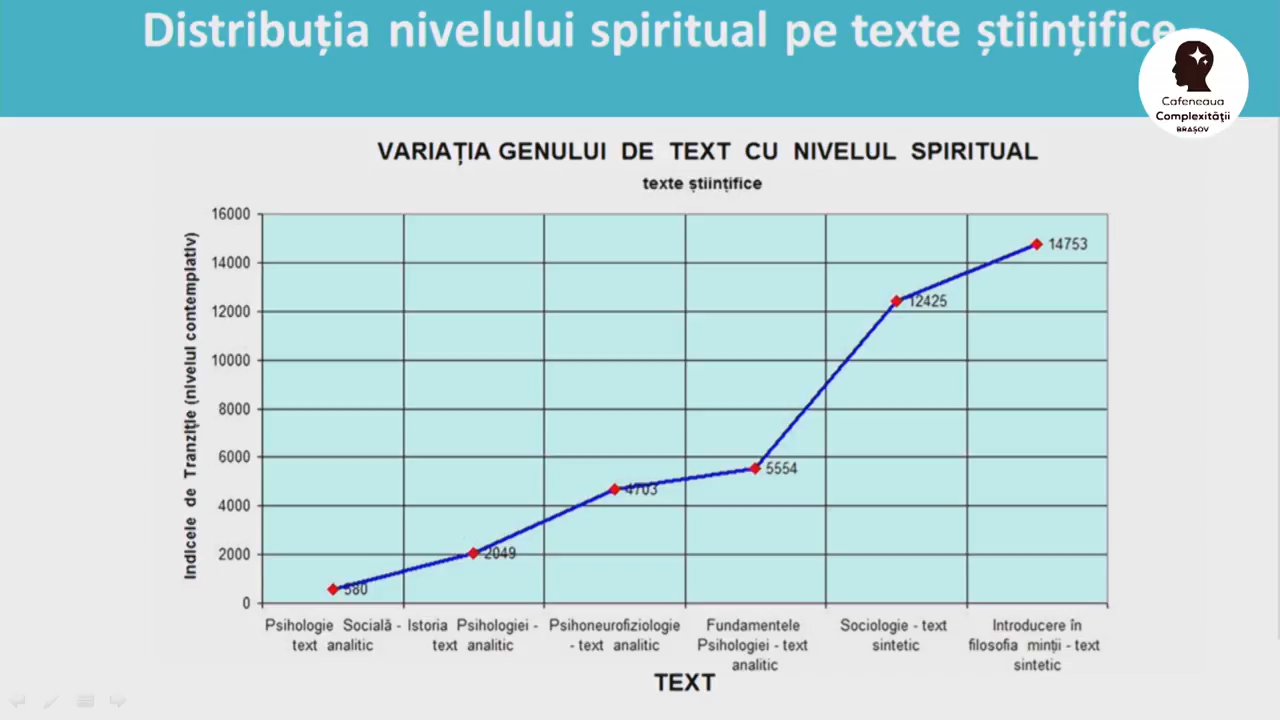 Distribuția nivelului spiritual pe texte științifice
Cafeneaua
Complexității
BRAȘOV
VARIAȚIA GENULUI DE TEXT CU NIVELUL SPIRITUAL
texte științifice
Indicele de Tranziție (nivelul contemplativ)
16000
14000
12000
10000
8000
6000
4000
2000
0
580
2049
4703
5554
12425
14753
Psihologie Socială - text analitic
Istoria Psihologiei - text analitic
Psihoneurofiziologie - text analitic
Fundamentele Psihologiei - text analitic
Sociologie - text sintetic
Introducere în filosofia minții - text sintetic
TEXT